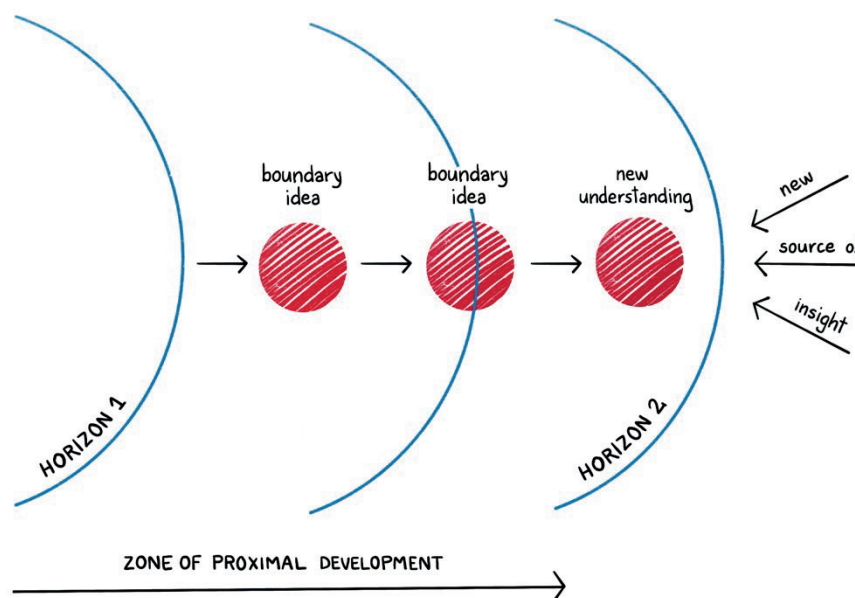 boundary
idea
boundary
idea
new
understanding
new
source o
insight
HORIZON 1
HORIZON 2
ZONE OF PROXIMAL DEVELOPMENT